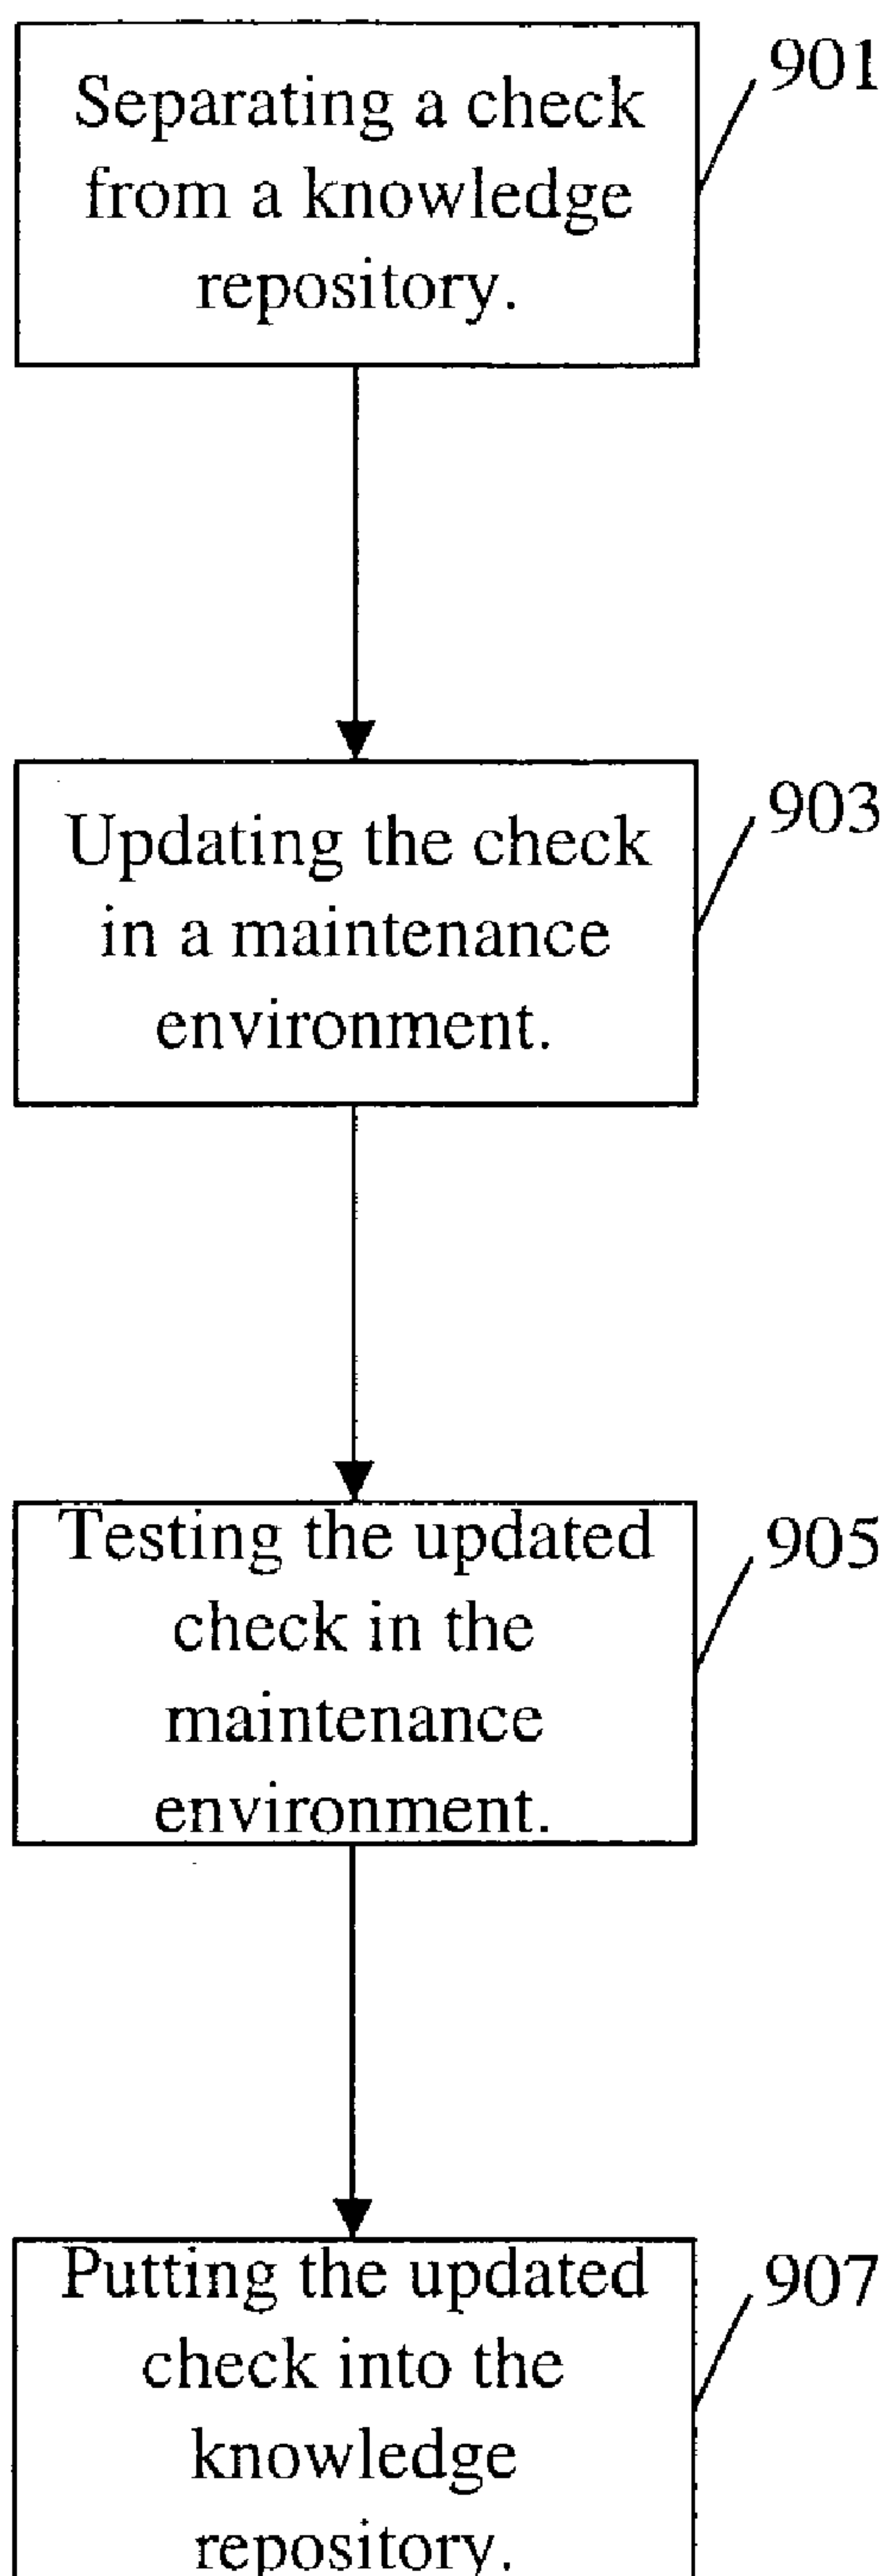 Separating a check
from a knowledge
repository.
901
Updating the check
in a maintenance
environment.
903
Testing the updated
check in the
maintenance
environment.
905
Putting the updated
check into the
knowledge
repository.
907